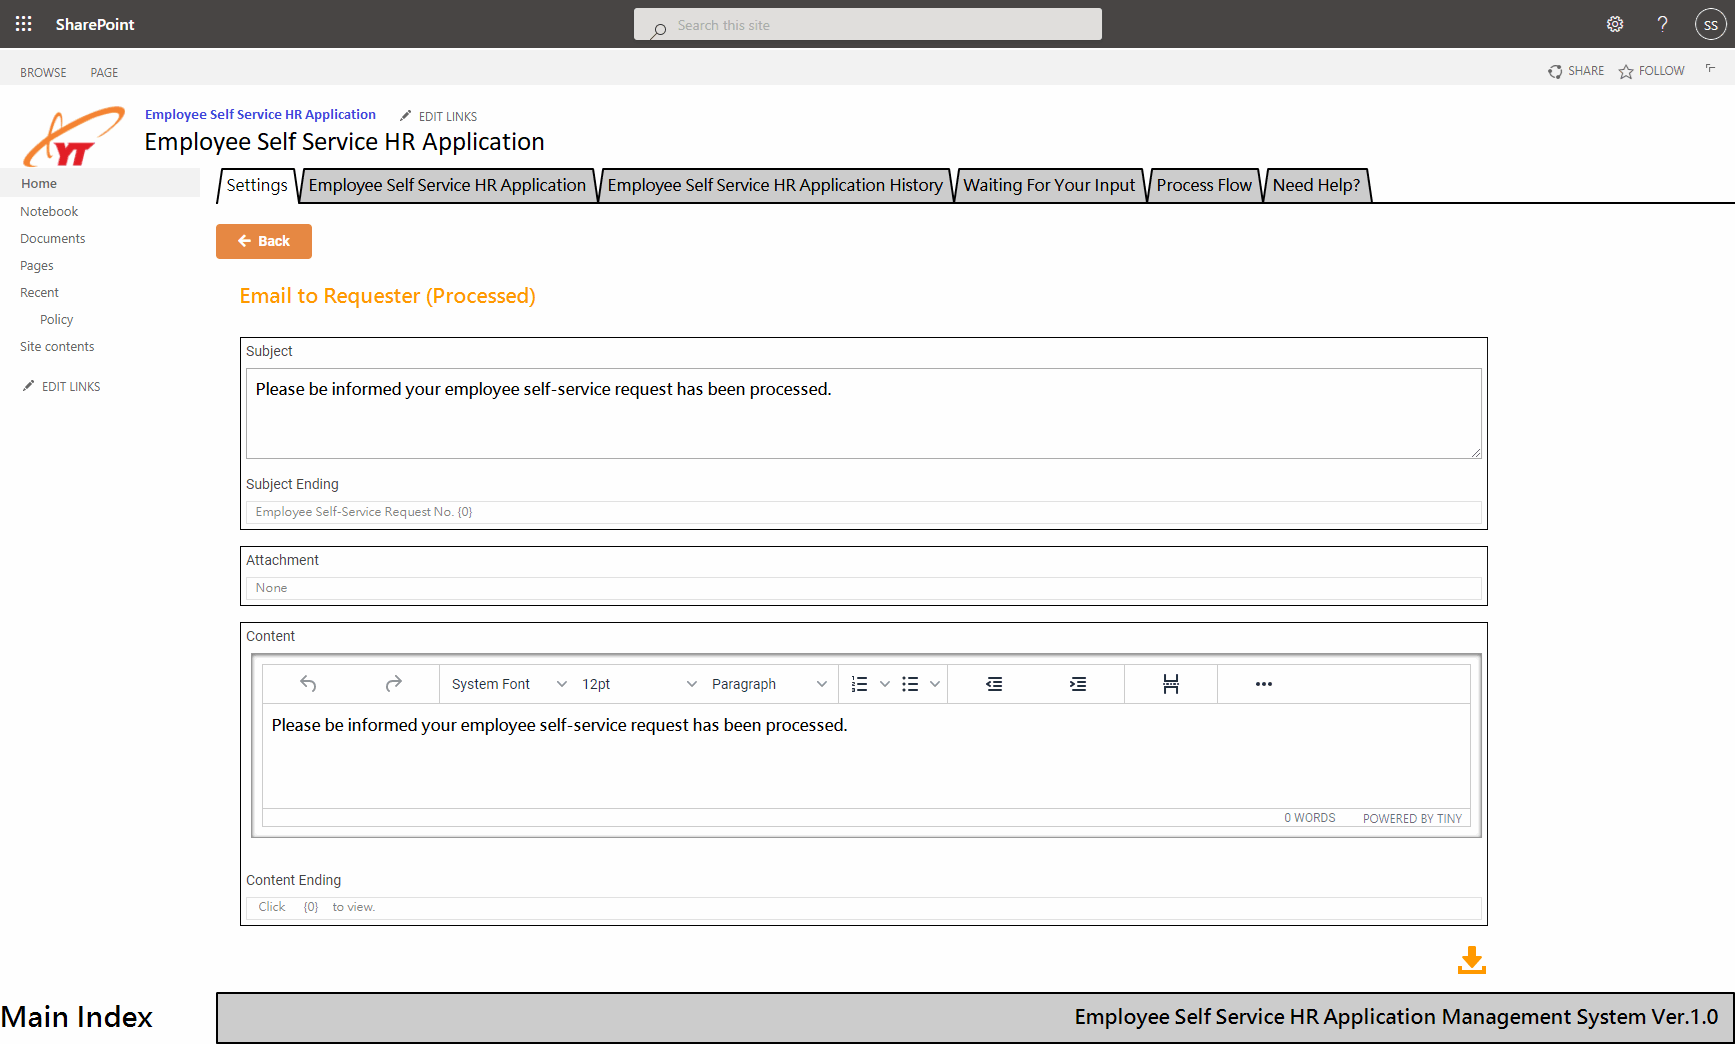 SharePoint
Search this site
?
SS
BROWSE PAGE
SHARE FOLLOW
YT
Employee Self Service HR Application EDIT LINKS
Employee Self Service HR Application
Settings Employee Self Service HR Application Employee Self Service HR Application History Waiting For Your Input Process Flow Need Help?
Home
Notebook
Documents
Pages
Recent
Policy
Site contents
EDIT LINKS
Back
Email to Requester (Processed)
Subject
Please be informed your employee self-service request has been processed.
Subject Ending
Employee Self-Service Request No. {0}
Attachment
None
Content
System Font 12pt Paragraph
Please be informed your employee self-service request has been processed.
0 WORDS POWERED BY TINY
Content Ending
Click {0} to view.
Main Index
Employee Self Service HR Application Management System Ver.1.0